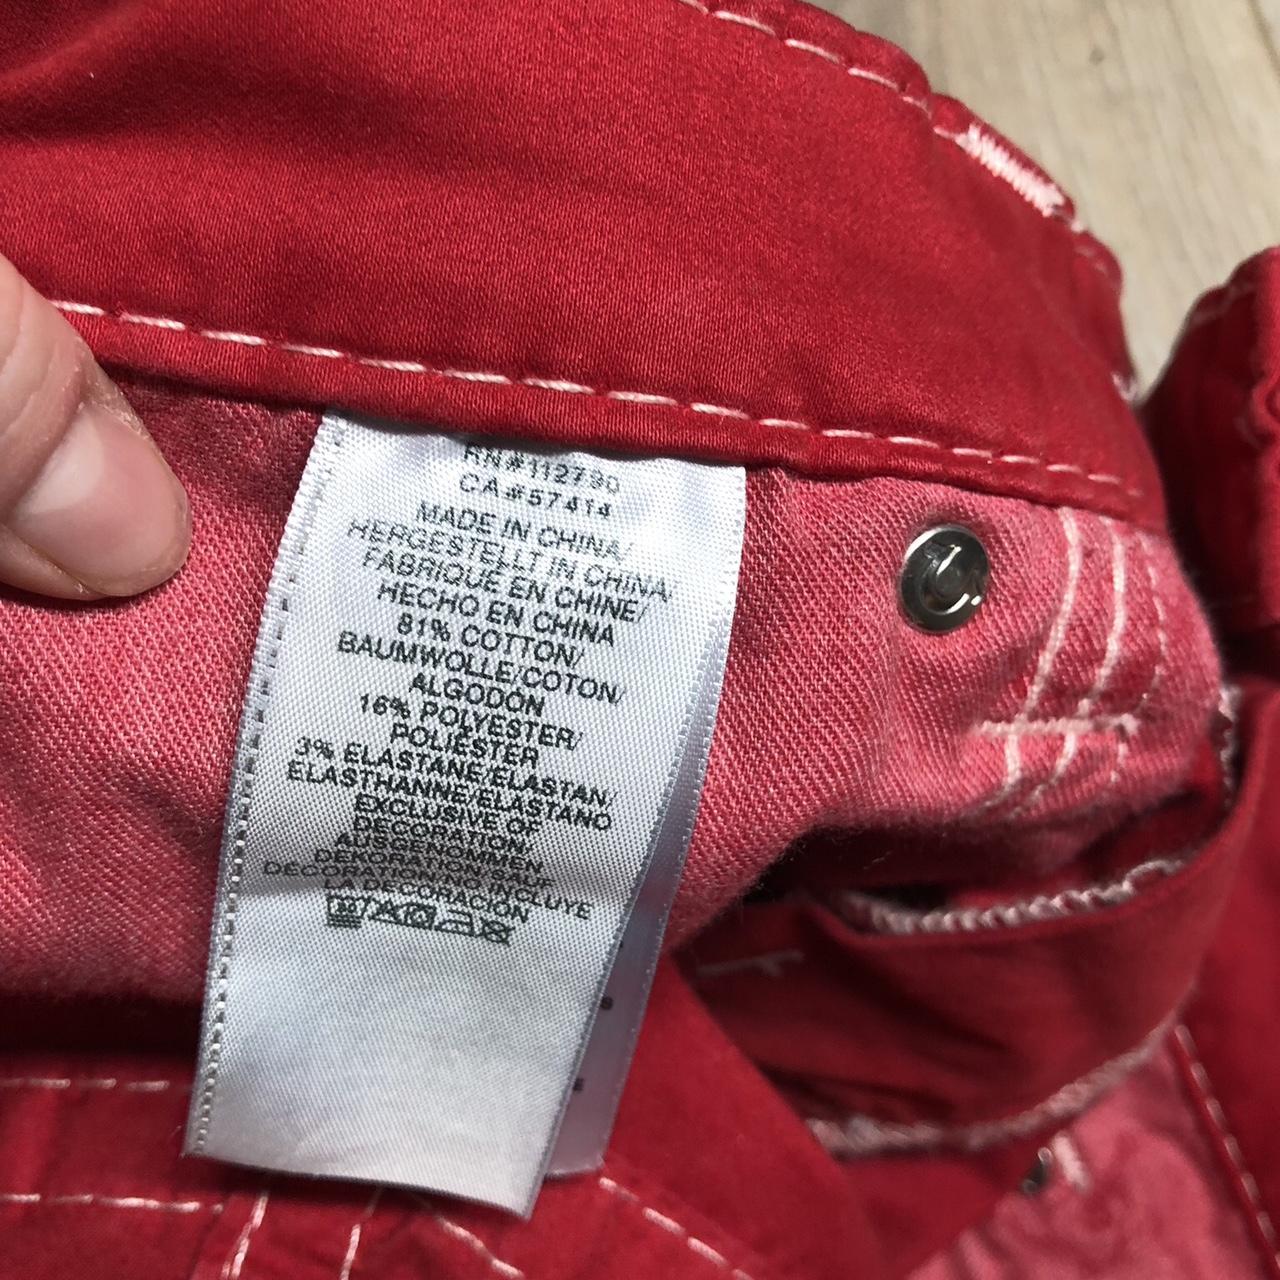 RN#112790
CA#57414
MADE IN CHINA/
HERGESTELLT IN CHINA/
FABRIQUÉ EN CHINE/
HECHO EN CHINA
81% COTTON/
BAUMWOLLE/COTON/
ALGODÓN
16% POLYESTER/
POLIÉSTER
3% ELASTANE/ELASTAN/
ELASTHANNE/ELASTANO
EXCLUSIVE OF
DECORATION.
AUSGENOMMEN
DEKORATION SAUF
DÉCORATION NO INCLUYE
LA DECORACIÓN